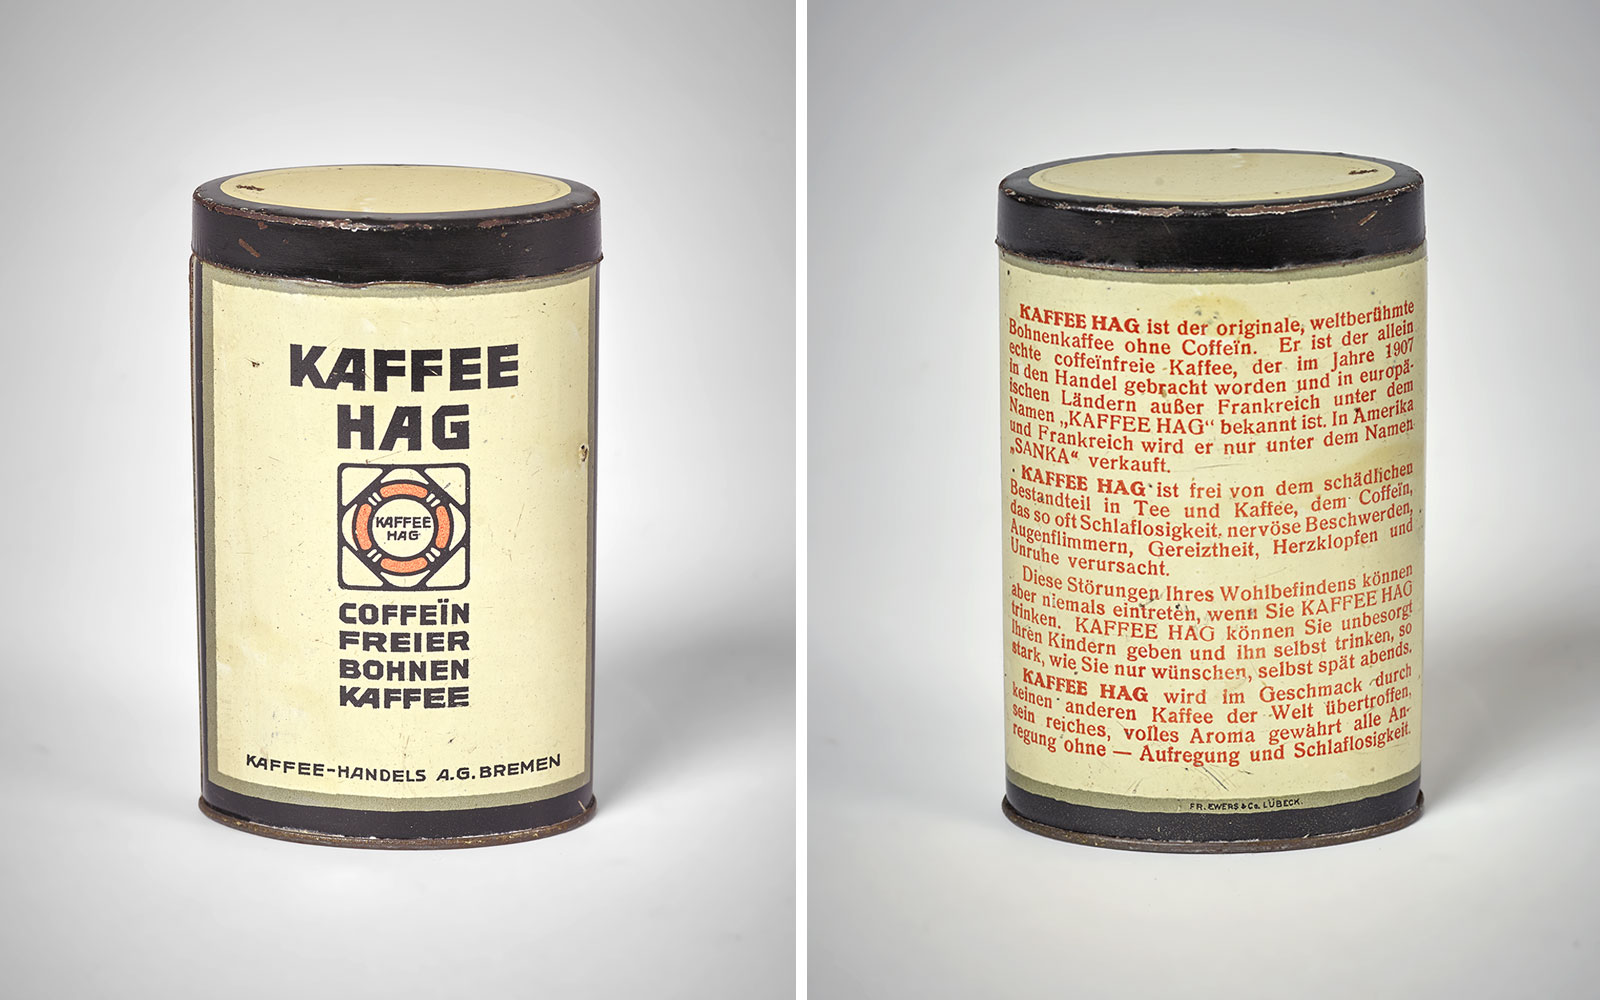 KAFFEE
HAG
KAFFEE
HAG
COFFEÏN
FREIER
BOHNEN
KAFFEE
KAFFEE-HANDELS A.G. BREMEN
KAFFEE HAG ist der originale, weltberühmte
Bohnenkaffee ohne Coffeïn. Er ist der allein
echte coffeïnfreie Kaffee, der im Jahre 1907
in den Handel gebracht worden und in europä-
ischen Ländern außer Frankreich unter dem
Namen „KAFFEE HAG“ bekannt ist. In Amerika
und Frankreich wird er nur unter dem Namen
„SANKA“ verkauft.
KAFFEE HAG ist frei von dem schädlichen
Bestandteil in Tee und Kaffee, dem Coffeïn,
das so oft Schlaflosigkeit, nervöse Beschwerden,
Augenflimmern, Gereiztheit, Herzklopfen und
Unruhe verursacht.
Diese Störungen Ihres Wohlbefindens können
aber niemals eintreten, wenn Sie KAFFEE HAG
trinken. KAFFEE HAG können Sie unbesorgt
Ihren Kindern geben und ihn selbst trinken, so
stark, wie Sie nur wünschen, selbst spät abends.
KAFFEE HAG wird im Geschmack durch
keinen anderen Kaffee der Welt übertroffen,
sein reiches, volles Aroma gewährt alle An-
regung ohne — Aufregung und Schlaflosigkeit.
FR. EWERS & Co. LÜBECK.